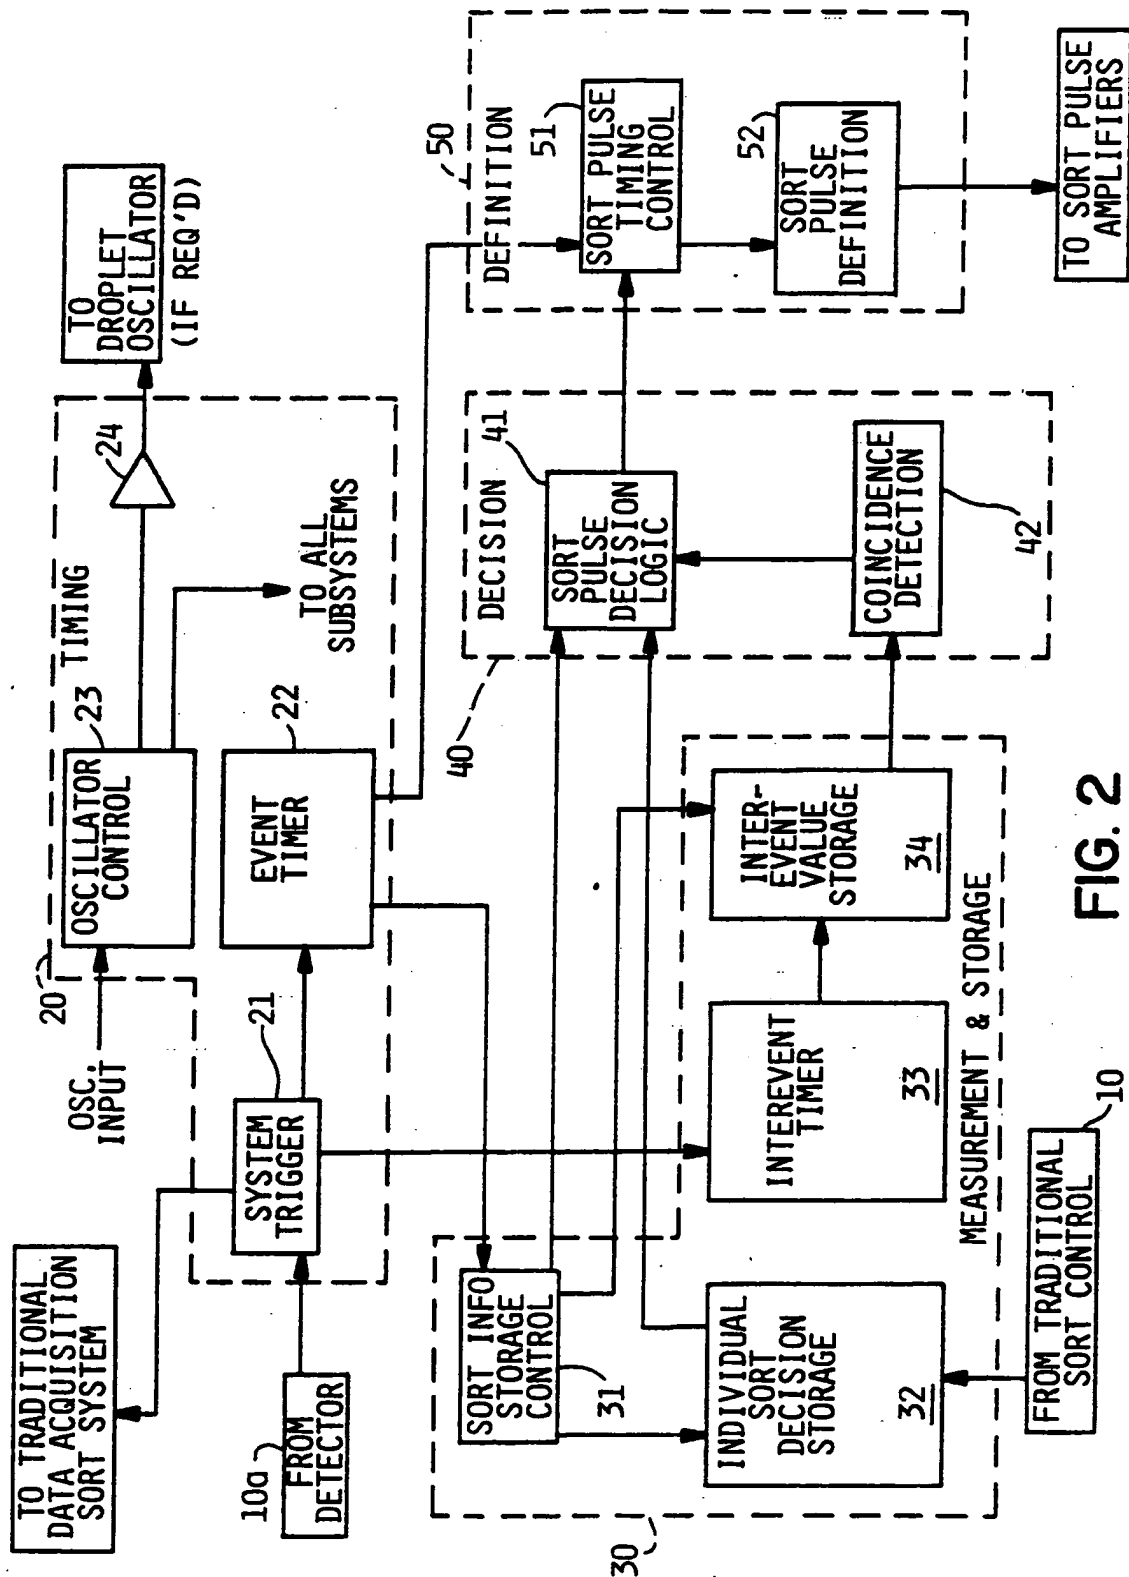 TO TRADITIONAL
DATA ACQUISITION
SORT SYSTEM
10a
FROM
DETECTOR
20
OSC.
INPUT
SYSTEM
TRIGGER
21
OSCILLATOR
CONTROL
23
TIMING
EVENT
TIMER
22
24
TO ALL
SUBSYSTEMS
TO
DROPLET
OSCILLATOR
(IF REQ'D)
30
SORT INFO
STORAGE
CONTROL
31
INDIVIDUAL
SORT
DECISION
STORAGE
32
INTEREVENT
TIMER
33
INTER-
EVENT
VALUE
STORAGE
34
MEASUREMENT & STORAGE
FROM TRADITIONAL
SORT CONTROL
10
40
DECISION
SORT
PULSE
DECISION
LOGIC
41
COINCIDENCE
DETECTION
42
50
DEFINITION
SORT PULSE
TIMING
CONTROL
51
SORT
PULSE
DEFINITION
52
TO SORT PULSE
AMPLIFIERS
FIG. 2